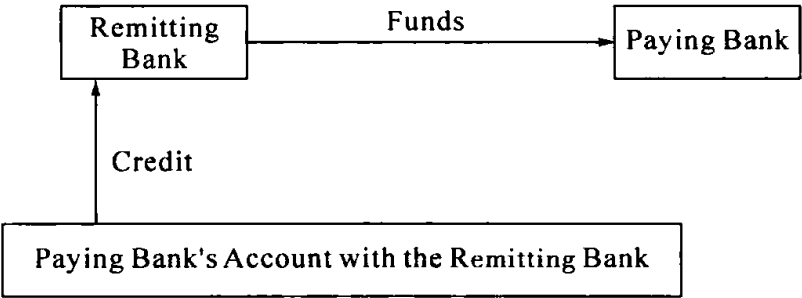 Remitting
Bank
Funds
Paying Bank
Credit
Paying Bank's Account with the Remitting Bank